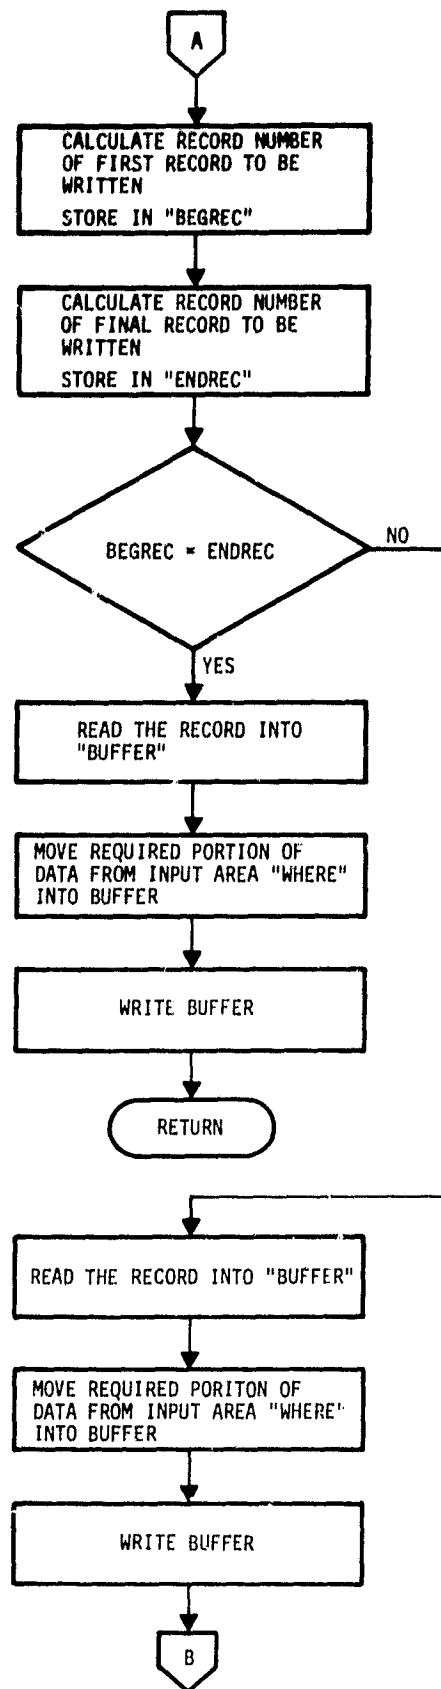 A
CALCULATE RECORD NUMBER
OF FIRST RECORD TO BE
WRITTEN
STORE IN "BEGREC"
CALCULATE RECORD NUMBER
OF FINAL RECORD TO BE
WRITTEN
STORE IN "ENDREC"
BEGREC = ENDREC
NO
YES
READ THE RECORD INTO
"BUFFER"
MOVE REQUIRED PORTION OF
DATA FROM INPUT AREA "WHERE"
INTO BUFFER
WRITE BUFFER
RETURN
READ THE RECORD INTO "BUFFER"
MOVE REQUIRED PORITON OF
DATA FROM INPUT AREA "WHERE"
INTO BUFFER
WRITE BUFFER
B